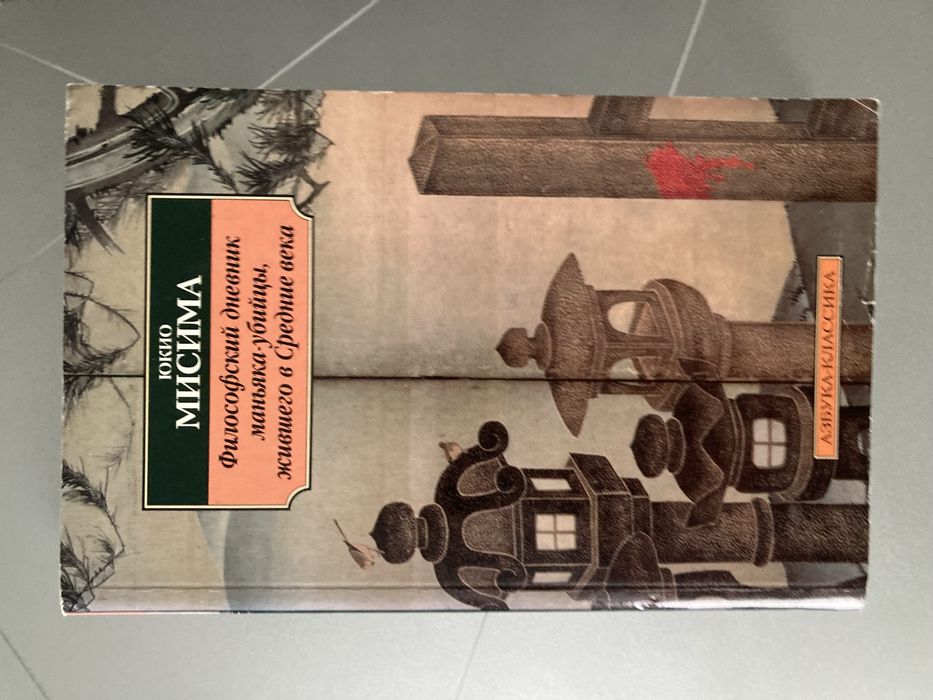 ЮКИО
МИСИМА
Философский дневник
маньяка-убийцы,
жившего в Средние века
АЗБУКА-КЛАССИКА